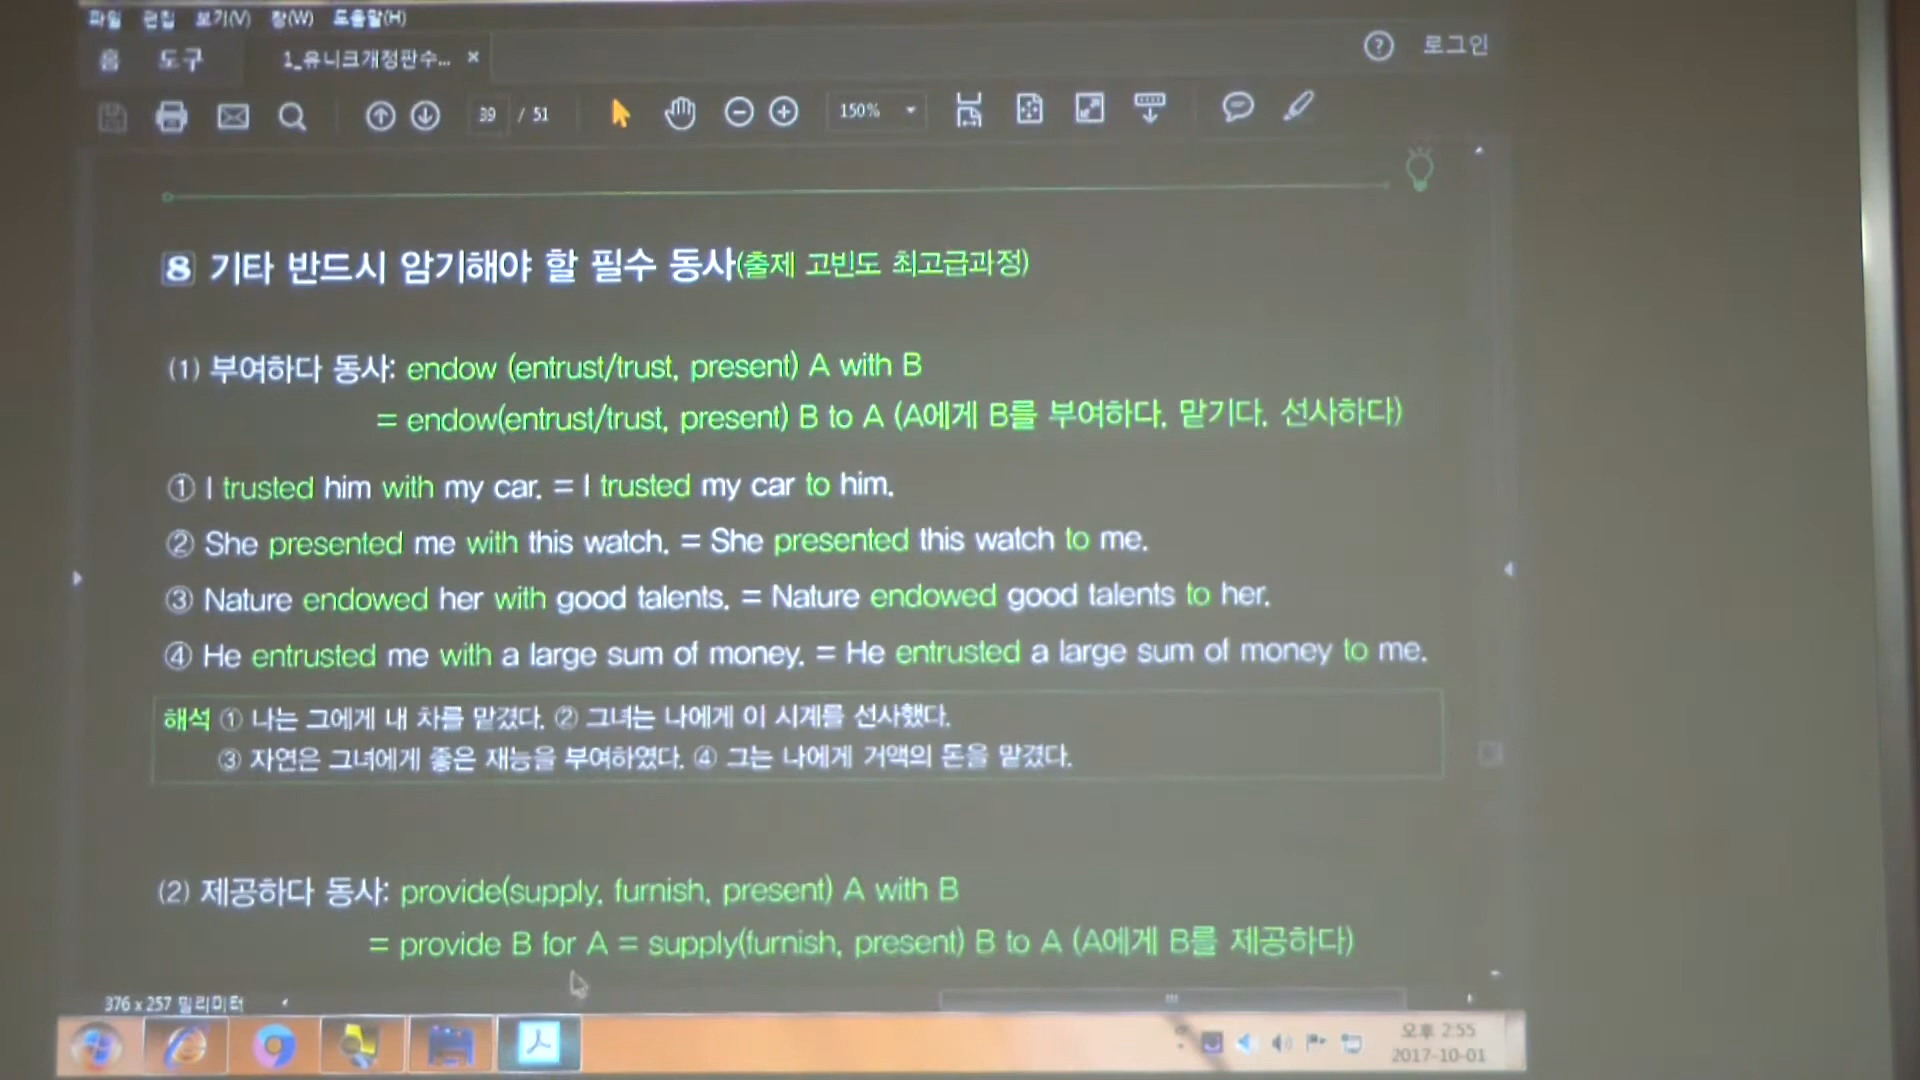 파일 편집 보기(V) 창(W) 도움말(H)
홈 도구 1_유니크개정판수... × ? 로그인
39 / 51 150%
8 기타 반드시 암기해야 할 필수 동사(출제 고빈도 최고급과정)
(1) 부여하다 동사: endow (entrust/trust, present) A with B
= endow(entrust/trust, present) B to A (A에게 B를 부여하다, 맡기다, 선사하다)
① I trusted him with my car. = I trusted my car to him.
② She presented me with this watch. = She presented this watch to me.
③ Nature endowed her with good talents. = Nature endowed good talents to her.
④ He entrusted me with a large sum of money. = He entrusted a large sum of money to me.
해석 ① 나는 그에게 내 차를 맡겼다. ② 그녀는 나에게 이 시계를 선사했다.
③ 자연은 그녀에게 좋은 재능을 부여하였다. ④ 그는 나에게 거액의 돈을 맡겼다.
(2) 제공하다 동사: provide(supply, furnish, present) A with B
= provide B for A = supply(furnish, present) B to A (A에게 B를 제공하다)
376 x 257 밀리미터
오후 2:55
2017-10-01